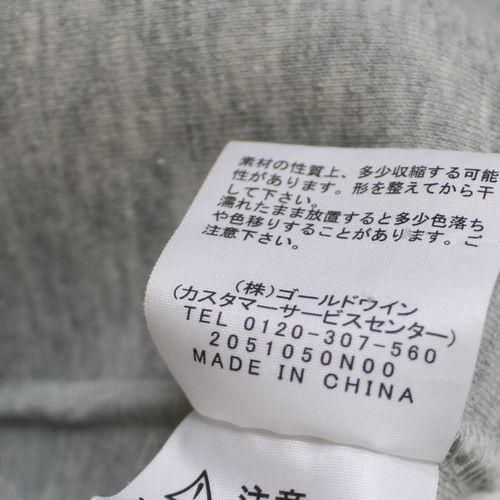 素材の性質上、多少収縮する可能
性があります。形を整えてから干
して下さい。
濡れたまま放置すると多少色落ち
や色移りすることがあります。ご
注意下さい。
(株)ゴールドウイン
(カスタマーサービスセンター)
TEL 0120-307-560
2051050N00
MADE IN CHINA
注意